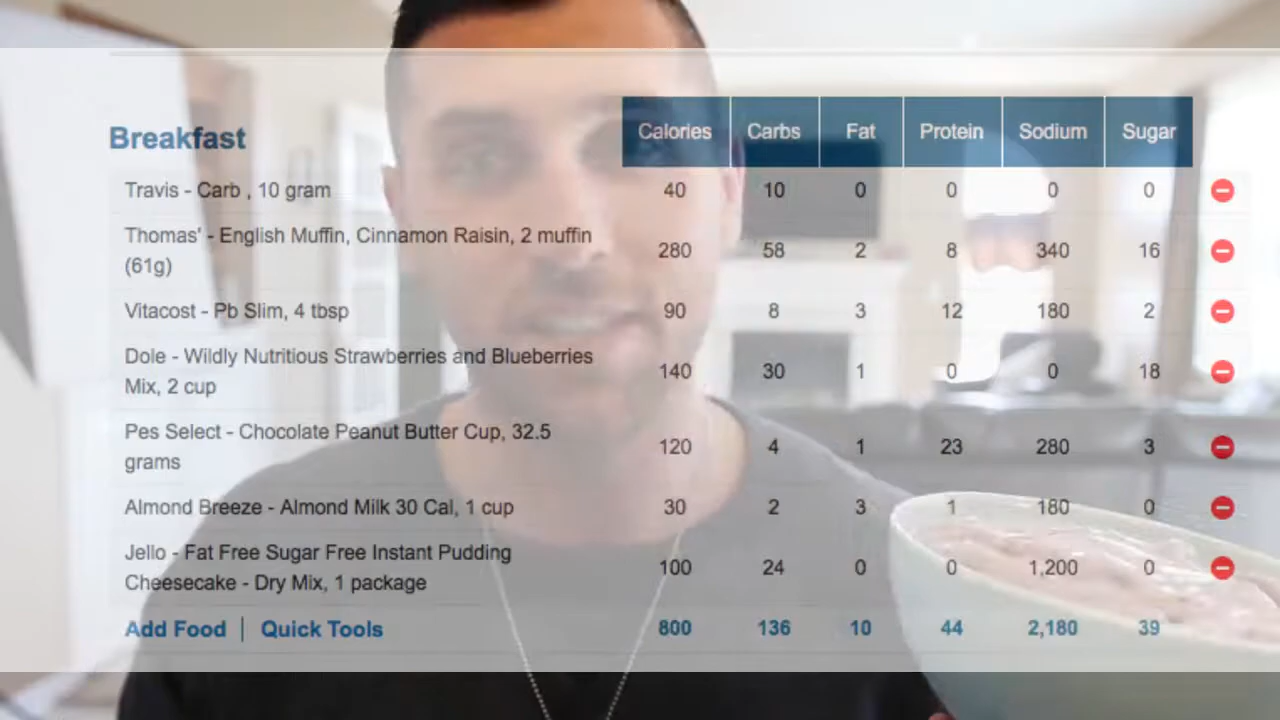 Breakfast Calories Carbs Fat Protein Sodium Sugar
Travis - Carb , 10 gram 40 10 0 0 0 0
Thomas' - English Muffin, Cinnamon Raisin, 2 muffin
(61g) 280 58 2 8 340 16
Vitacost - Pb Slim, 4 tbsp 90 8 3 12 180 2
Dole - Wildly Nutritious Strawberries and Blueberries
Mix, 2 cup 140 30 1 0 0 18
Pes Select - Chocolate Peanut Butter Cup, 32.5
grams 120 4 1 23 280 3
Almond Breeze - Almond Milk 30 Cal, 1 cup 30 2 3 1 180 0
Jello - Fat Free Sugar Free Instant Pudding
Cheesecake - Dry Mix, 1 package 100 24 0 0 1,200 0
Add Food | Quick Tools 800 136 10 44 2,180 39